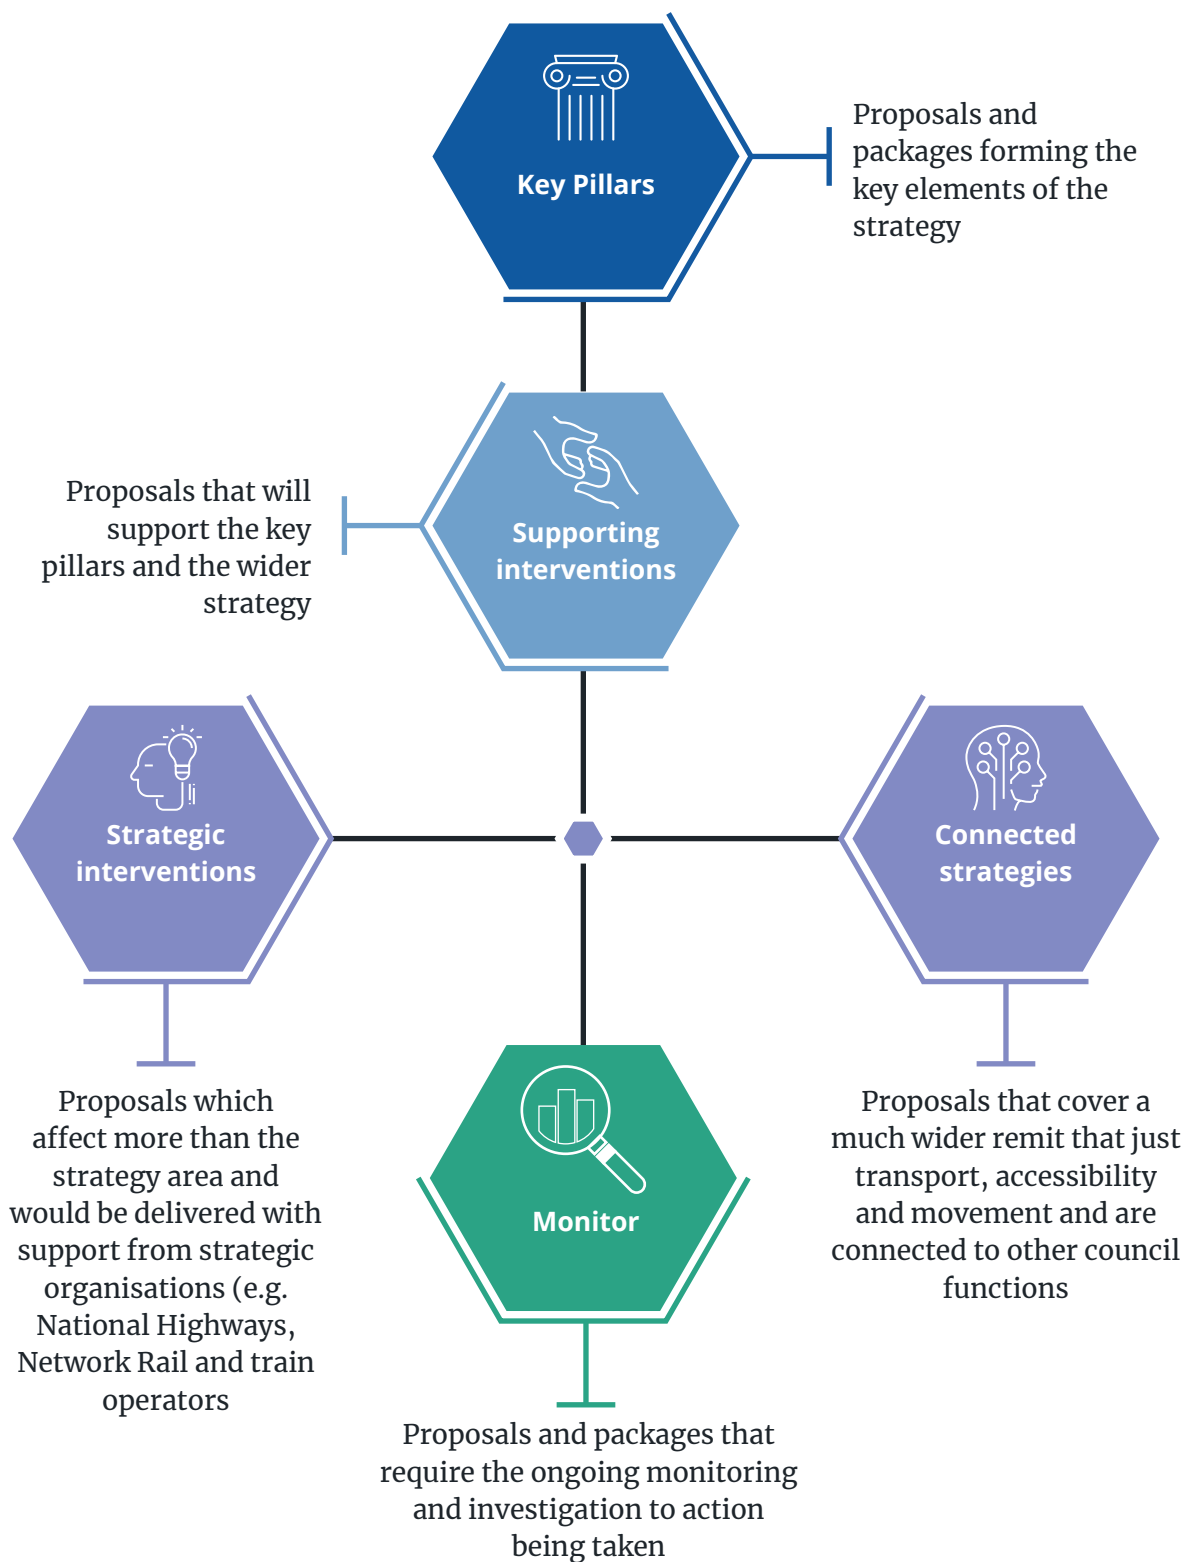 Key Pillars
Proposals and
packages forming the
key elements of the
strategy
Supporting
interventions
Proposals that will
support the key
pillars and the wider
strategy
Strategic
interventions
Proposals which
affect more than the
strategy area and
would be delivered with
support from strategic
organisations (e.g.
National Highways,
Network Rail and train
operators
Connected
strategies
Proposals that cover a
much wider remit that just
transport, accessibility
and movement and are
connected to other council
functions
Monitor
Proposals and packages that
require the ongoing monitoring
and investigation to action
being taken